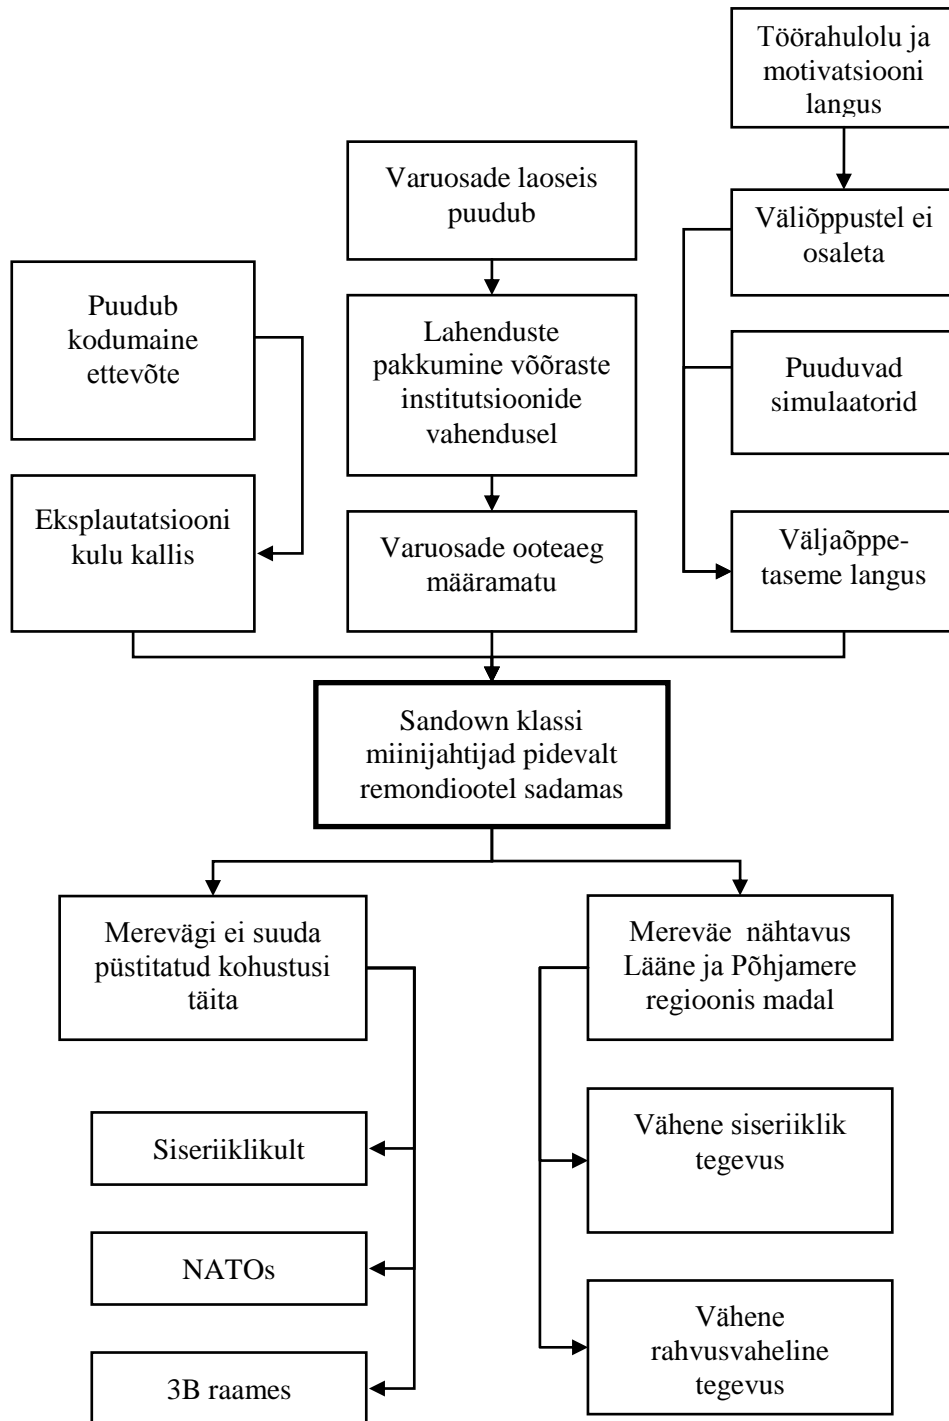 Töörahulolu ja
motivatsiooni
langus
Varuosade laoseis
puudub
Väliõppustel ei
osaleta
Puudub
kodumaine
ettevõte
Lahenduste
pakkumine võõraste
institutsioonide
vahendusel
Puuduvad
simulaatorid
Eksplautatsiooni
kulu kallis
Varuosade ooteaeg
määramatu
Väljaõppe-
taseme langus
Sandown klassi
miinijahtijad pidevalt
remondiootel sadamas
Merevägi ei suuda
püstitatud kohustusi
täita
Mereväe nähtavus
Lääne ja Põhjamere
regioonis madal
Siseriiklikult
Vähene siseriiklik
tegevus
NATOs
Vähene
rahvusvaheline
tegevus
3B raames